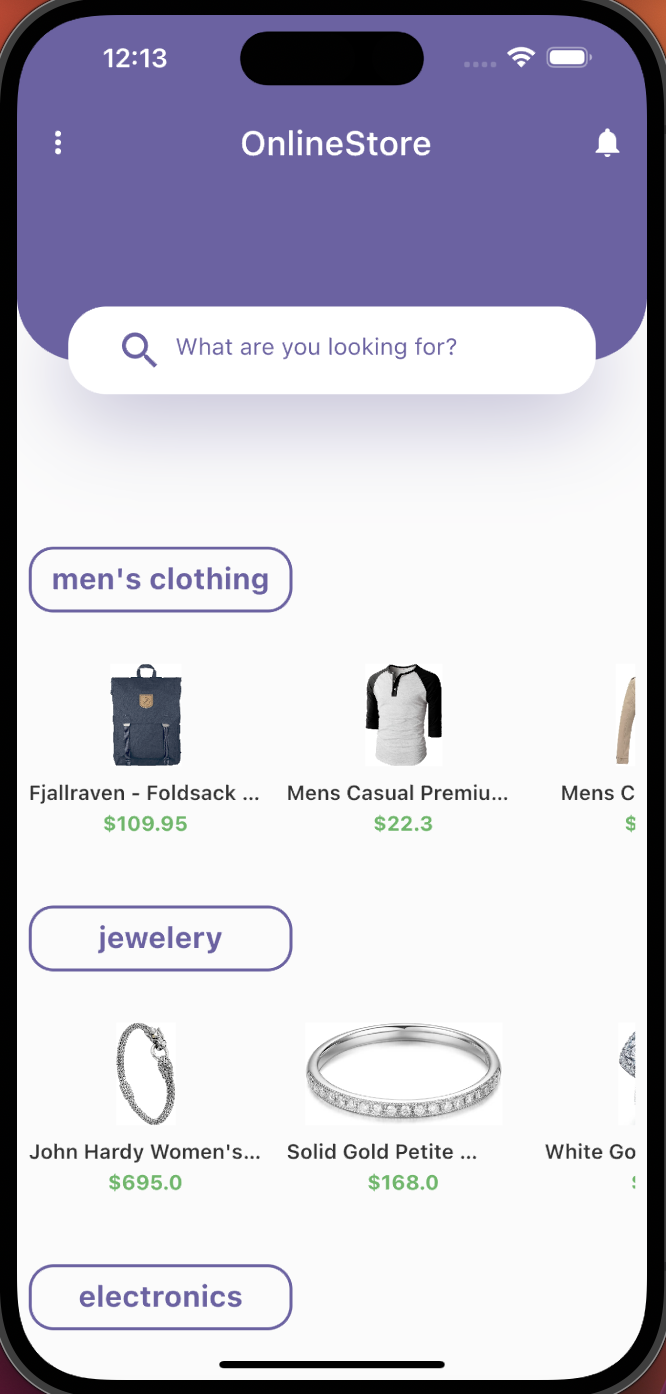 12:13
OnlineStore
What are you looking for?
men's clothing
Fjallraven - Foldsack ... Mens Casual Premiu... Mens C
$109.95 $22.3 $
jewelery
John Hardy Women's... Solid Gold Petite ... White Go
$695.0 $168.0
electronics